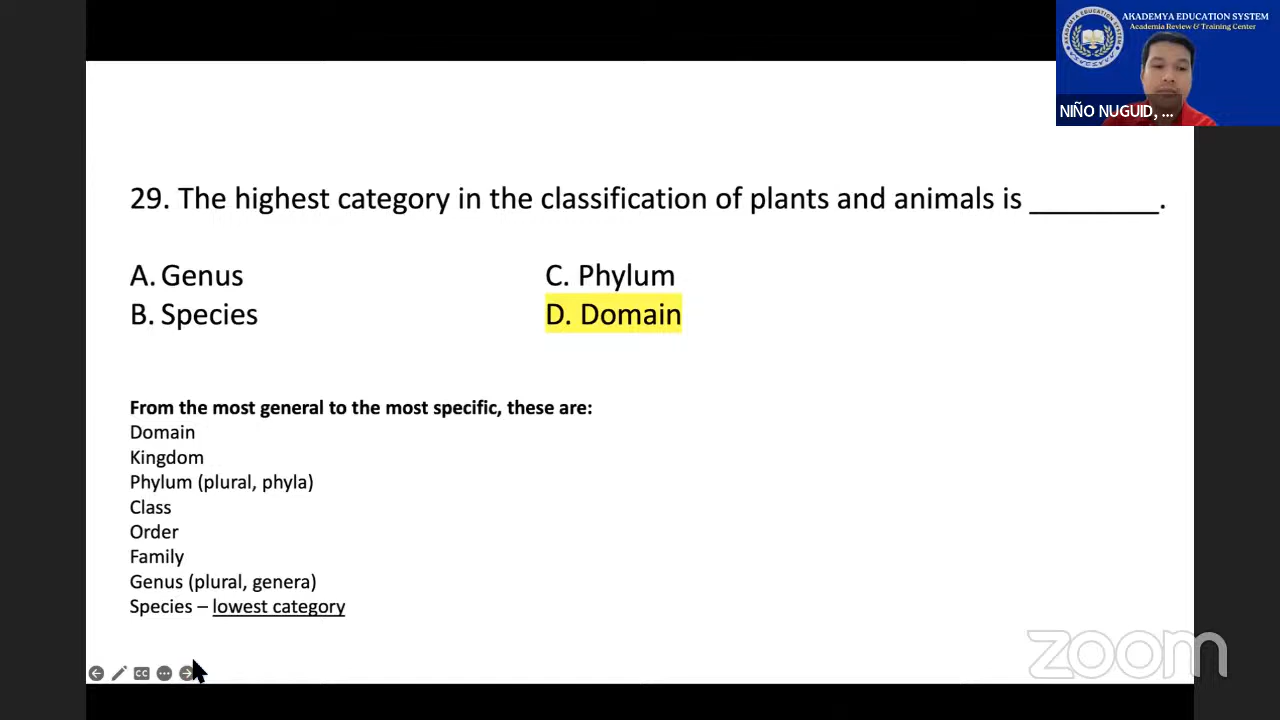 AKADEMYA EDUCATION SYSTEM
Academia Review & Training Center
NIÑO NUGUID, ...
29. The highest category in the classification of plants and animals is ________.
A. Genus
B. Species
C. Phylum
D. Domain
From the most general to the most specific, these are:
Domain
Kingdom
Phylum (plural, phyla)
Class
Order
Family
Genus (plural, genera)
Species – lowest category
CC
zoom